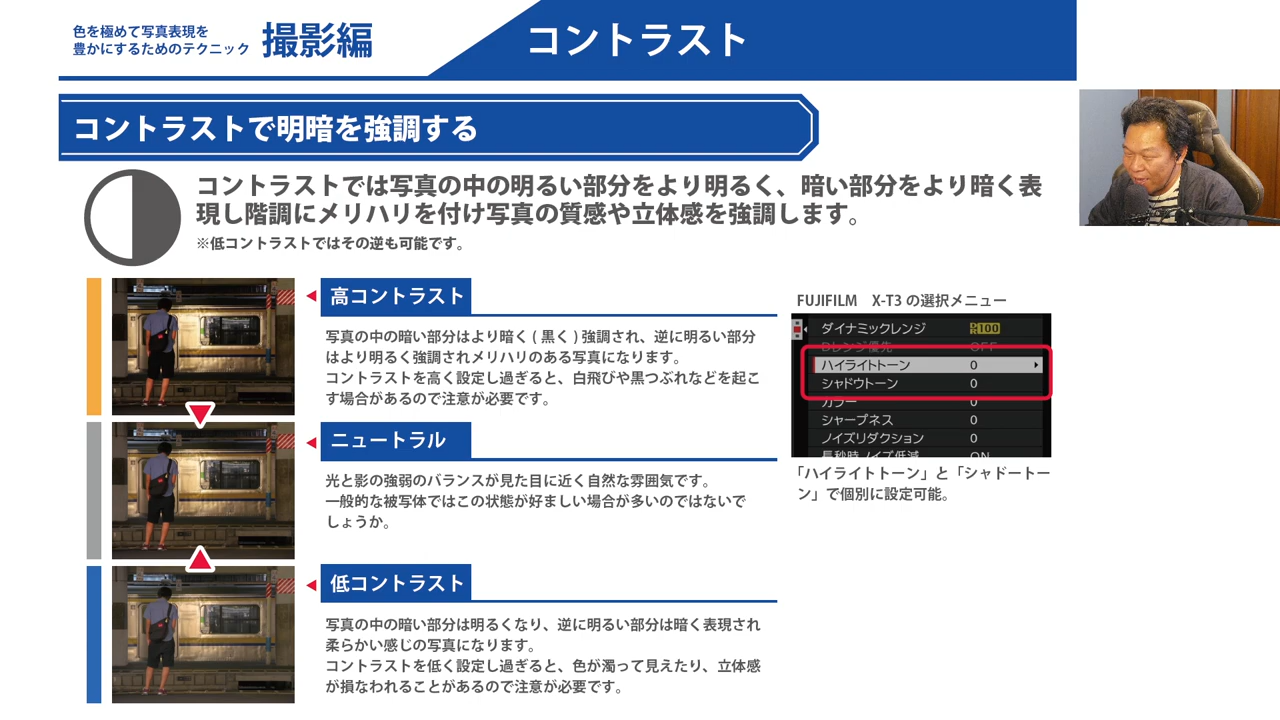 色を極めて写真表現を
豊かにするためのテクニック
撮影編
コントラスト
コントラストで明暗を強調する
コントラストでは写真の中の明るい部分をより明るく、暗い部分をより暗く表
現し階調にメリハリを付け写真の質感や立体感を強調します。
※低コントラストではその逆も可能です。
高コントラスト
写真の中の暗い部分はより暗く ( 黒く ) 強調され、逆に明るい部分
はより明るく強調されメリハリのある写真になります。
コントラストを高く設定し過ぎると、白飛びや黒つぶれなどを起こ
す場合があるので注意が必要です。
ニュートラル
光と影の強弱のバランスが見た目に近く自然な雰囲気です。
一般的な被写体ではこの状態が好ましい場合が多いのではないで
しょうか。
低コントラスト
写真の中の暗い部分は明るくなり、逆に明るい部分は暗く表現され
柔らかい感じの写真になります。
コントラストを低く設定し過ぎると、色が濁って見えたり、立体感
が損なわれることがあるので注意が必要です。
FUJIFILM X-T3 の選択メニュー
ダイナミックレンジ DR100
Dレンジ優先 OFF
ハイライトトーン 0
シャドウトーン 0
カラー 0
シャープネス 0
ノイズリダクション 0
長秒時ノイズ低減 ON
「ハイライトトーン」と「シャドートー
ン」で個別に設定可能。